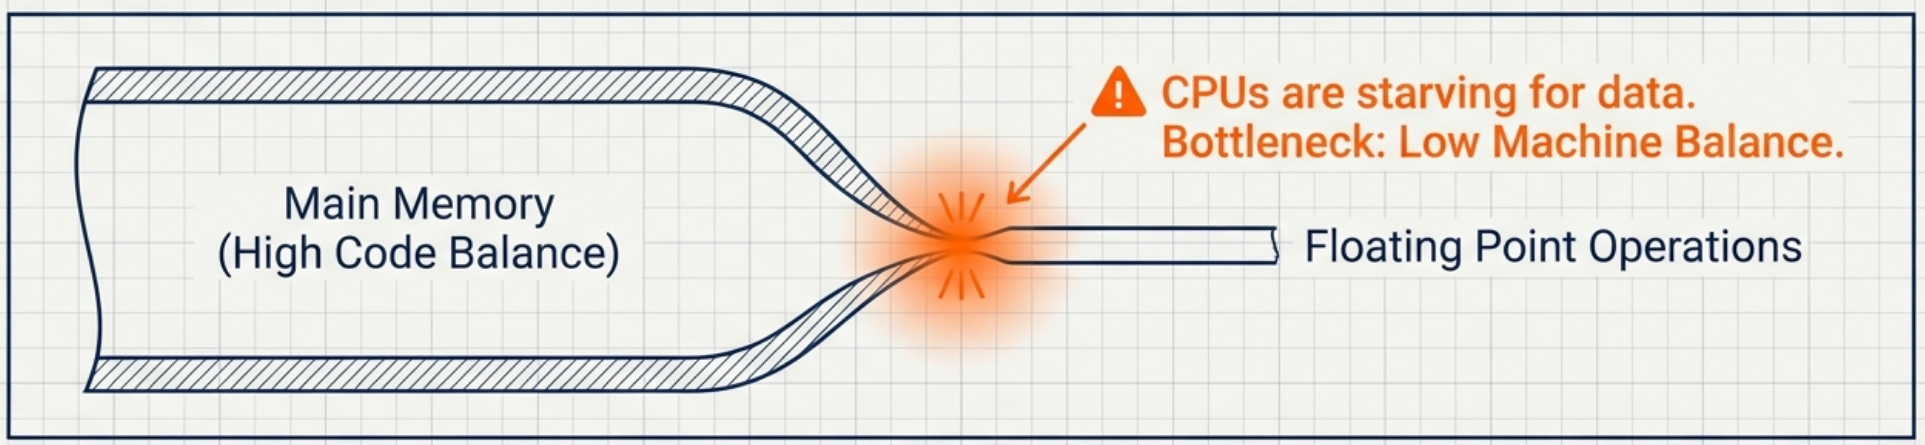 CPUs are starving for data.
Bottleneck: Low Machine Balance.
Main Memory
(High Code Balance)
Floating Point Operations